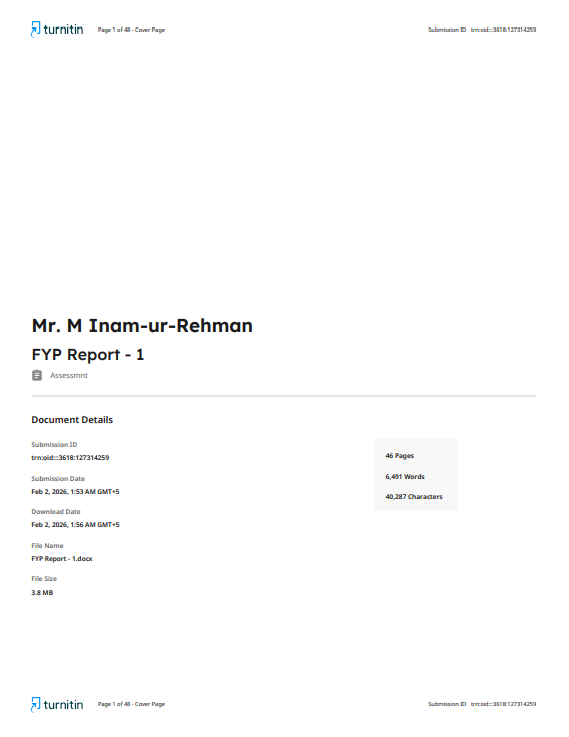 turnitin Page 1 of 48 - Cover Page Submission ID trn:oid:::3618:127314259
Mr. M Inam-ur-Rehman
FYP Report - 1
Assessmnt
Document Details
Submission ID
trn:oid:::3618:127314259
Submission Date
Feb 2, 2026, 1:53 AM GMT+5
Download Date
Feb 2, 2026, 1:56 AM GMT+5
File Name
FYP Report - 1.docx
File Size
3.8 MB
46 Pages
6,491 Words
40,287 Characters
turnitin Page 1 of 48 - Cover Page Submission ID trn:oid:::3618:127314259